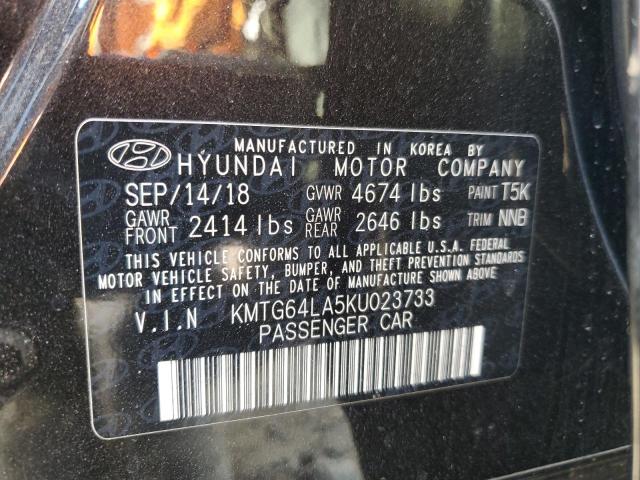 MANUFACTURED IN KOREA BY
HYUNDAI MOTOR COMPANY
SEP/14/18 GVWR 4674 lbs PAINT T5K
GAWR FRONT 2414 lbs GAWR REAR 2646 lbs TRIM NNB
THIS VEHICLE CONFORMS TO ALL APPLICABLE U.S.A. FEDERAL
MOTOR VEHICLE SAFETY, BUMPER, AND THEFT PREVENTION STANDARDS
IN EFFECT ON THE DATE OF MANUFACTURE SHOWN ABOVE
V.I.N KMTG64LA5KU023733
PASSENGER CAR